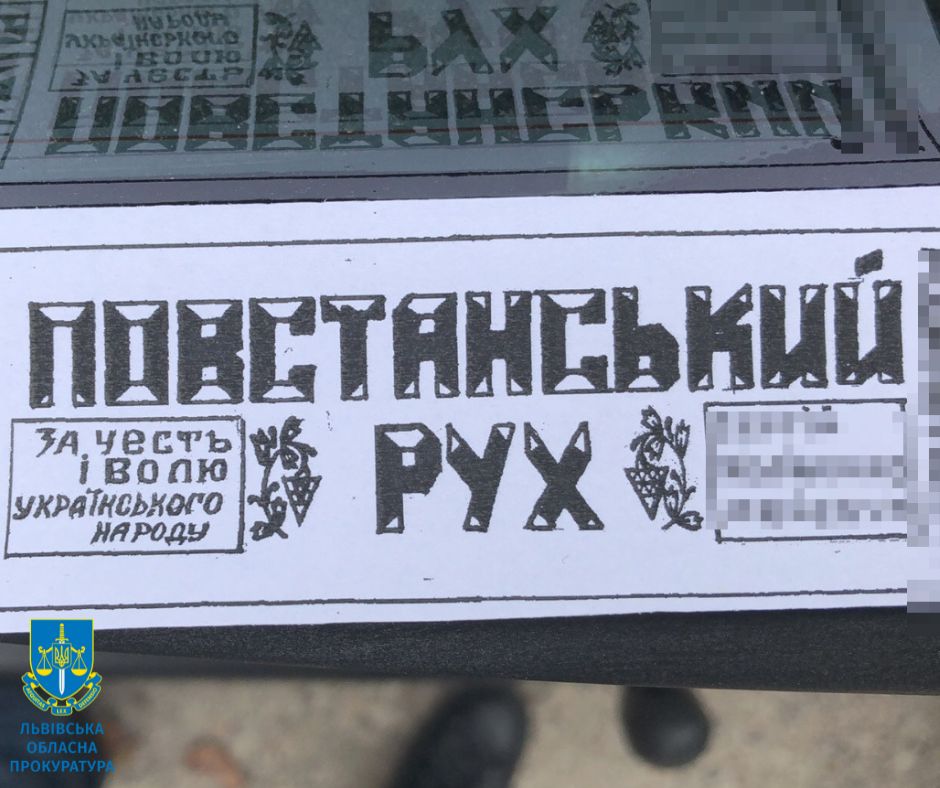 ПОВСТАНСЬКИЙ
РУХ
ЗА ЧЕСТЬ
І ВОЛЮ
УКРАЇНСЬКОГО
НАРОДУ
ЛЬВІВСЬКА
ОБЛАСНА
ПРОКУРАТУРА